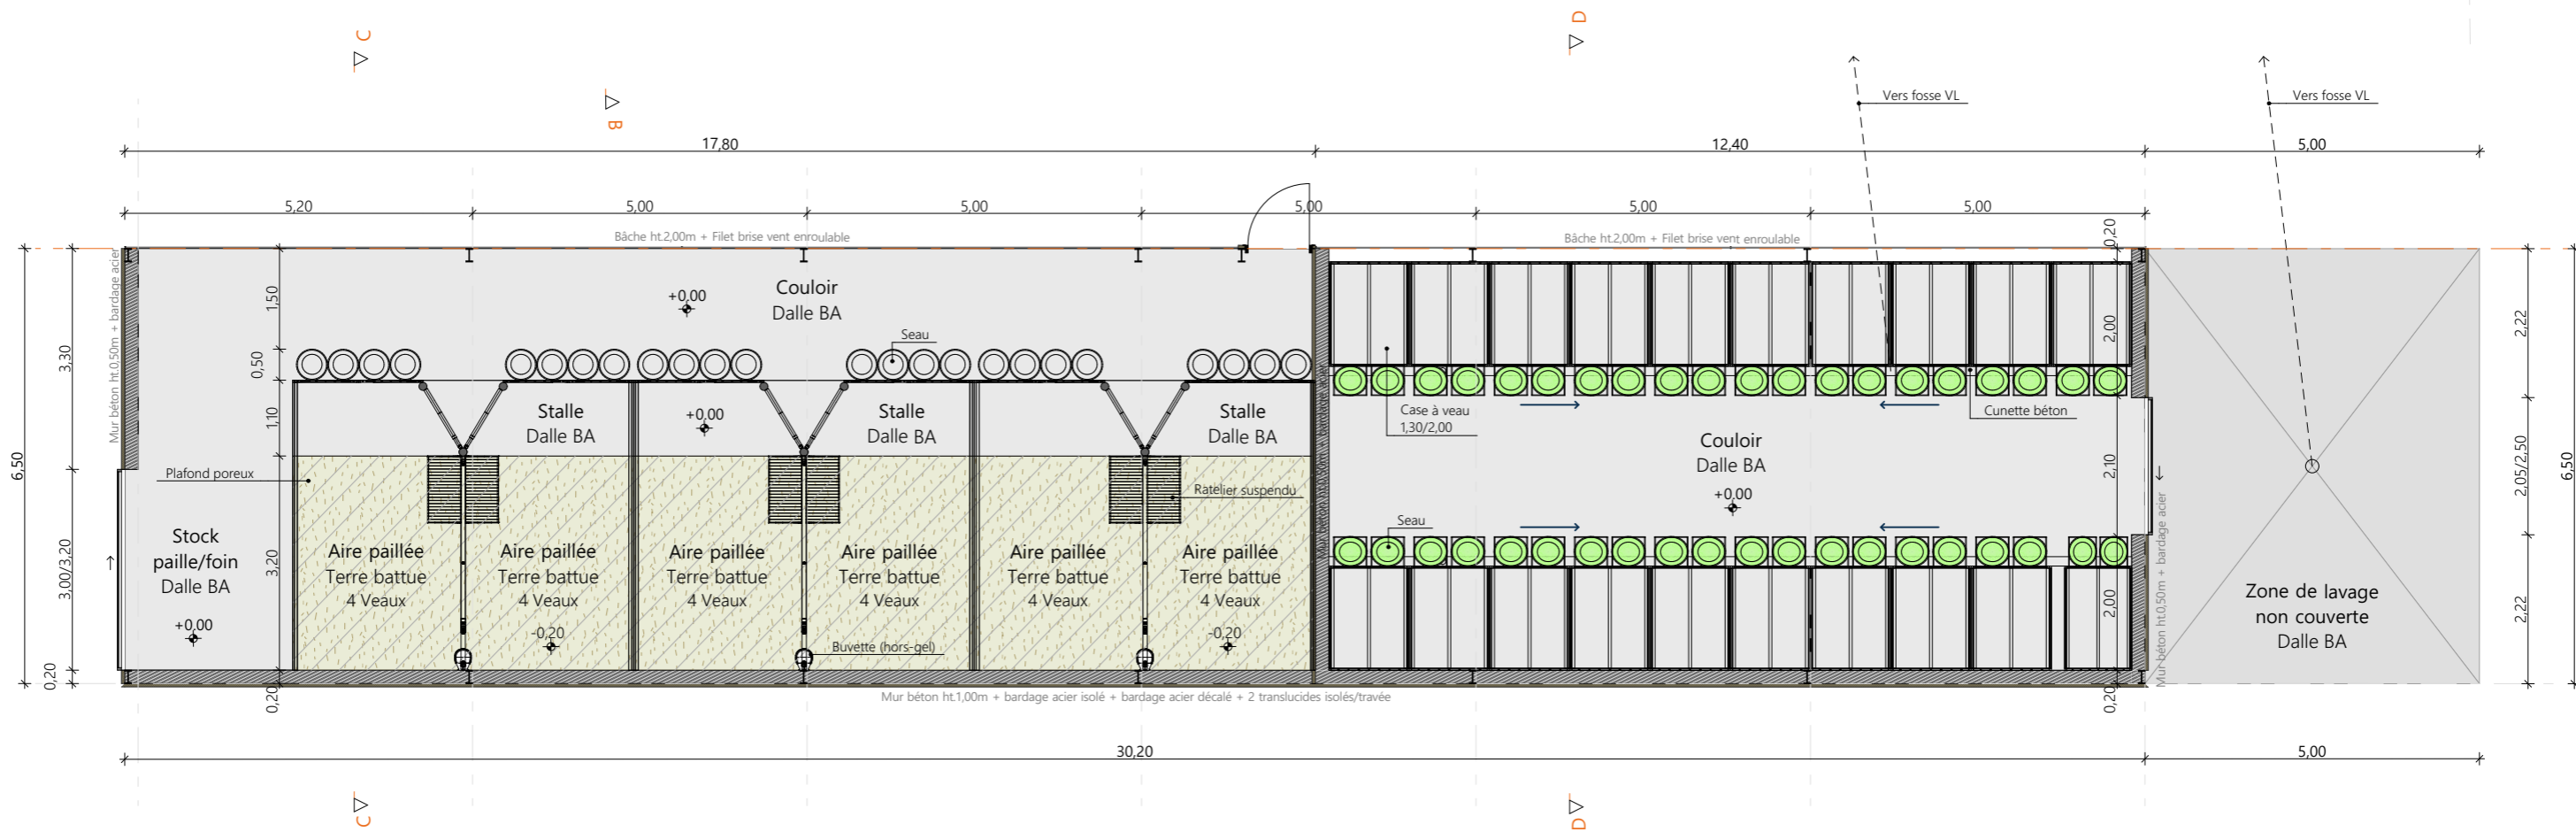 C
D
B
Vers fosse VL
Vers fosse VL
17,80
12,40
5,00
5,20
5,00
5,00
5,00
5,00
5,00
0,20
Bâche ht.2,00m + Filet brise vent enroulable
Bâche ht.2,00m + Filet brise vent enroulable
Mur béton ht.0,50m + bardage acier
6,50
3,30
3,00/3,20
0,20
1,50
0,50
1,10
3,20
0,20
Couloir
Dalle BA
+0,00
Seau
Stalle
Dalle BA
+0,00
Stalle
Dalle BA
Stalle
Dalle BA
Plafond poreux
Ratelier suspendu
Stock
paille/foin
Dalle BA
+0,00
Aire paillée
Terre battue
4 Veaux
Aire paillée
Terre battue
4 Veaux
-0,20
Aire paillée
Terre battue
4 Veaux
Aire paillée
Terre battue
4 Veaux
Aire paillée
Terre battue
4 Veaux
Aire paillée
Terre battue
4 Veaux
-0,20
Buvette (hors-gel)
Case à veau
1,30/2,00
Cunette béton
Couloir
Dalle BA
+0,00
Seau
2,00
2,10
2,00
0,20
Mur béton ht.0,50m + bardage acier
Zone de lavage
non couverte
Dalle BA
2,22
2,05/2,50
2,22
6,50
Mur béton ht.1,00m + bardage acier isolé + bardage acier décalé + 2 translucides isolés/travée
30,20
5,00
C
D